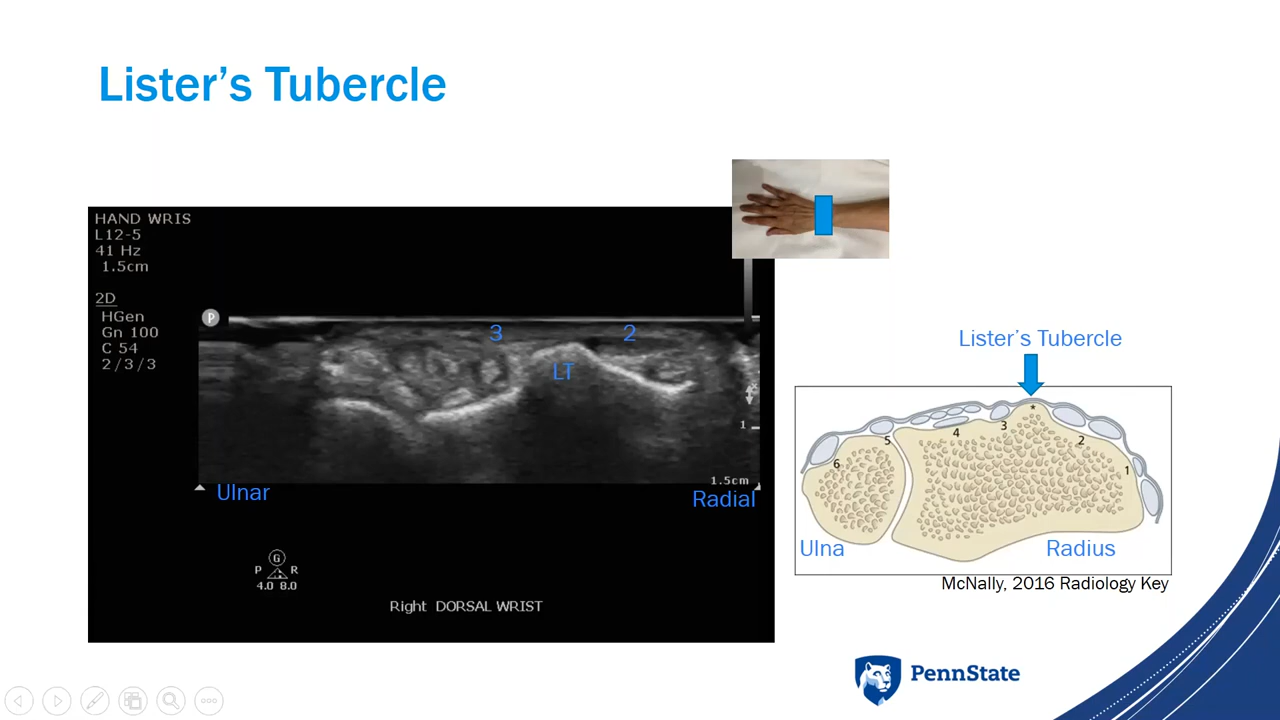 Lister's Tubercle
HAND WRIS
L12-5
41 Hz
1.5cm
2D
HGen
Gn 100
C 54
2/3/3
P
3
2
LT
1
1.5cm
Ulnar
Radial
G
P R
4.0 8.0
Right DORSAL WRIST
Lister's Tubercle
*
3
4
2
5
6
1
Ulna
Radius
McNally, 2016 Radiology Key
PennState